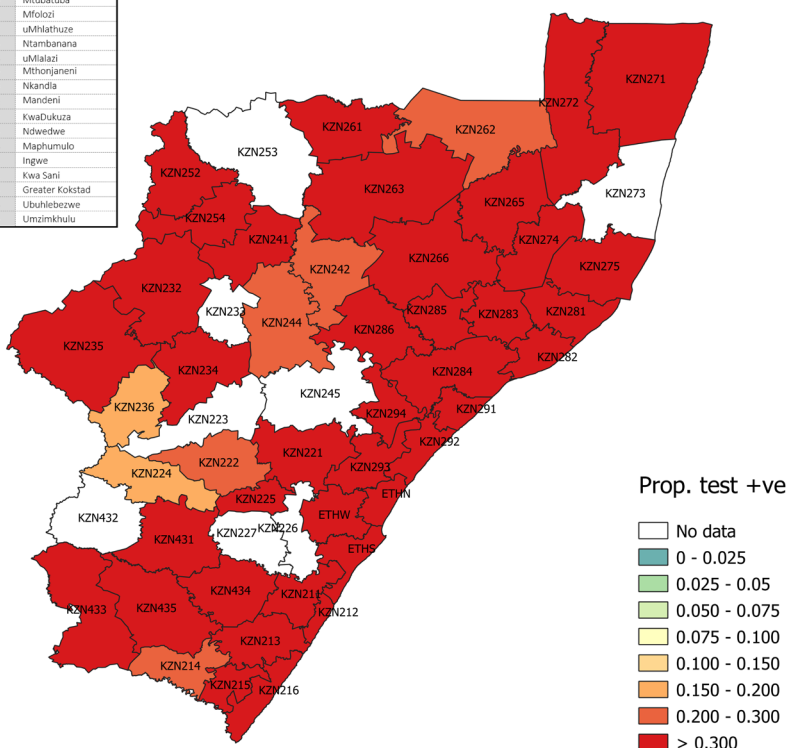 Mtubatuba
Mfolozi
uMhlathuze
Ntambanana
uMlalazi
Mthonjaneni
Nkandla
Mandeni
KwaDukuza
Ndwedwe
Maphumulo
Ingwe
Kwa Sani
Greater Kokstad
Ubuhlebezwe
Umzimkhulu
KZN271
KZN272
KZN261
KZN262
KZN253
KZN252
KZN263
KZN273
KZN265
KZN254
KZN241
KZN274
KZN266
KZN275
KZN242
KZN232
KZN233
KZN285
KZN283
KZN281
KZN244
KZN286
KZN235
KZN282
KZN234
KZN284
KZN245
KZN236
KZN291
KZN294
KZN223
KZN292
KZN221
KZN222
KZN293
KZN224
ETHN
KZN225
ETHW
KZN432
KZN226
KZN227
KZN431
ETHS
KZN434
KZN211
KZN433
KZN435
KZN212
KZN213
KZN214
KZN215
KZN216
Prop. test +ve
No data
0 - 0.025
0.025 - 0.05
0.050 - 0.075
0.075 - 0.100
0.100 - 0.150
0.150 - 0.200
0.200 - 0.300
> 0.300